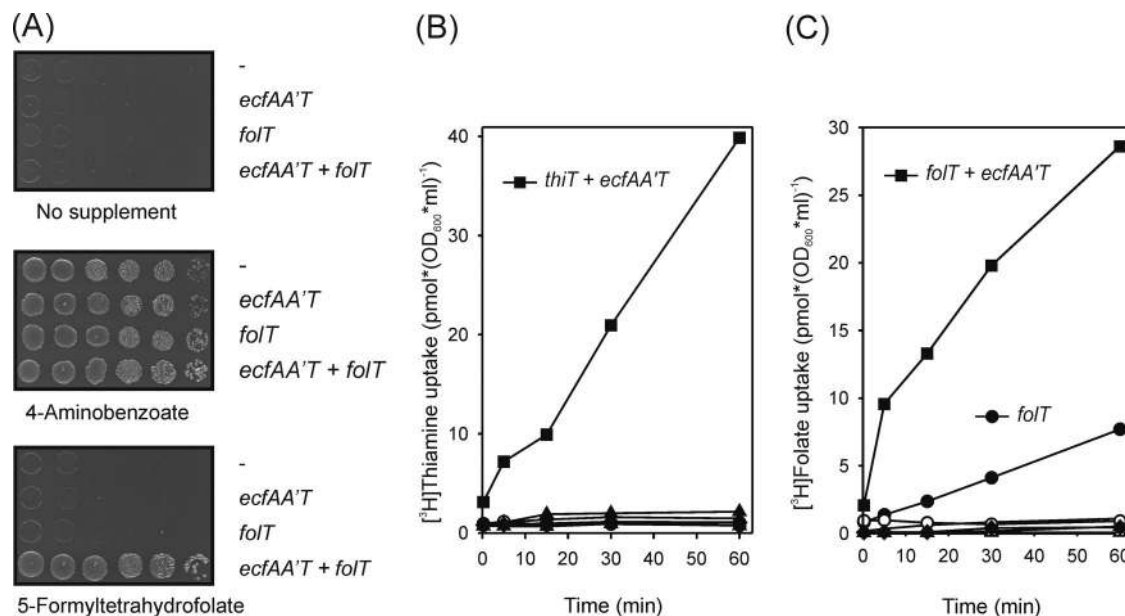 (A)
-
ecfAA'T
folT
ecfAA'T + folT
No supplement
-
ecfAA'T
folT
ecfAA'T + folT
4-Aminobenzoate
-
ecfAA'T
folT
ecfAA'T + folT
5-Formyltetrahydrofolate
(B)
[³H]Thiamine uptake (pmol*(OD₆₀₀*ml)⁻¹)
40
30
20
10
0
thiT + ecfAA'T
0 10 20 30 40 50 60
Time (min)
(C)
[³H]Folate uptake (pmol*(OD₆₀₀*ml)⁻¹)
30
25
20
15
10
5
0
folT + ecfAA'T
folT
0 10 20 30 40 50 60
Time (min)